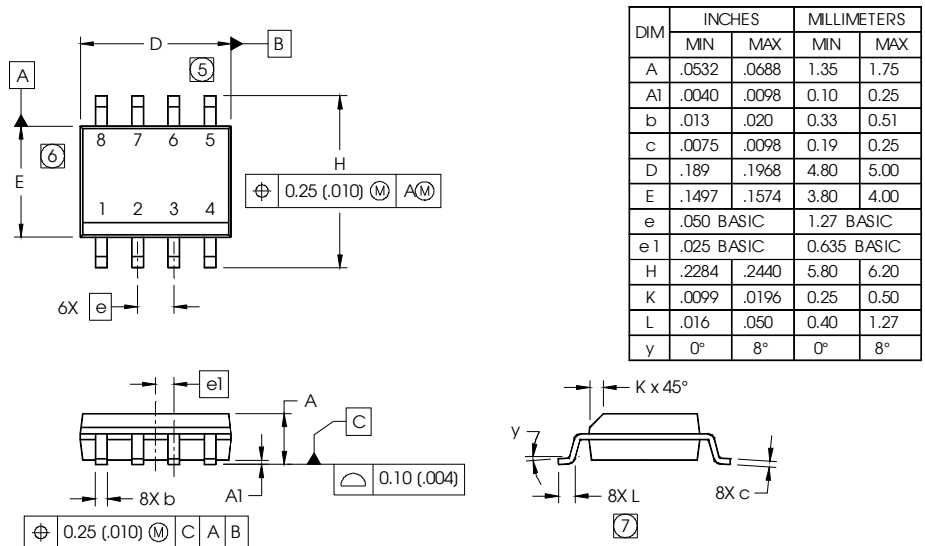 D
B
5
A
8 7 6 5
6
E
H
⌖ 0.25 (.010) Ⓜ AⓂ
1 2 3 4
6X e
e1
A
C
A1
8X b
⌓ 0.10 (.004)
⌖ 0.25 (.010) Ⓜ C A B
DIM INCHES MILLIMETERS
MIN MAX MIN MAX
A .0532 .0688 1.35 1.75
A1 .0040 .0098 0.10 0.25
b .013 .020 0.33 0.51
c .0075 .0098 0.19 0.25
D .189 .1968 4.80 5.00
E .1497 .1574 3.80 4.00
e .050 BASIC 1.27 BASIC
e1 .025 BASIC 0.635 BASIC
H .2284 .2440 5.80 6.20
K .0099 .0196 0.25 0.50
L .016 .050 0.40 1.27
y 0° 8° 0° 8°
K x 45°
y
8X L
8X c
7